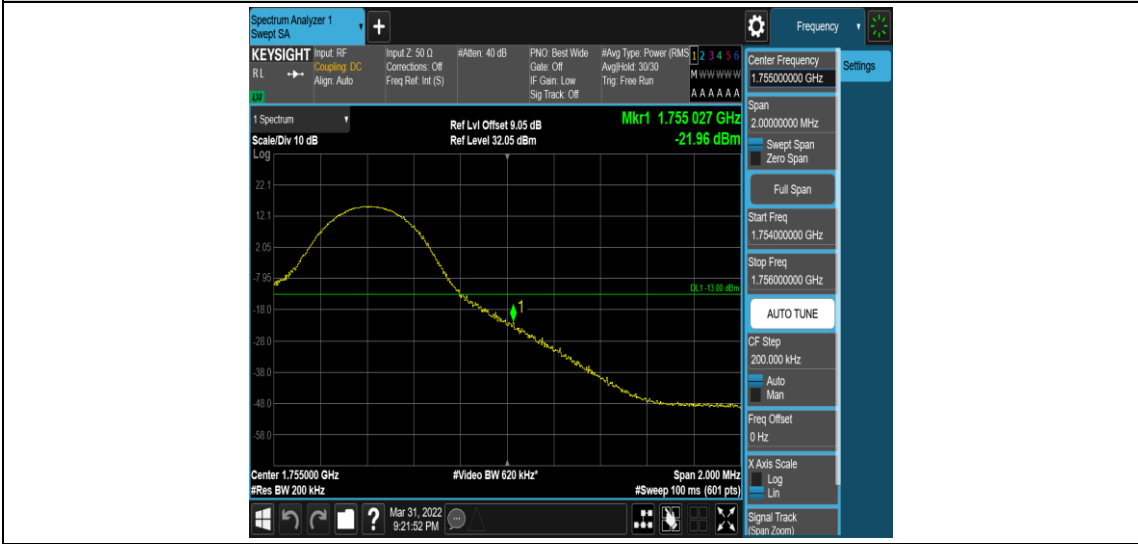 Spectrum Analyzer 1
Swept SA
+
Frequency
KEYSIGHT
RL
Input: RF
Coupling: DC
Align: Auto
Input Z: 50 Ω
Corrections: Off
Freq Ref: Int (S)
#Atten: 40 dB
PNO: Best Wide
Gate: Off
IF Gain: Low
Sig Track: Off
#Avg Type: Power (RMS
Avg|Hold: 30/30
Trig: Free Run
1 2 3 4 5 6
M W W W W W
A A A A A A
1 Spectrum
Scale/Div 10 dB
Log
Ref Lvl Offset 9.05 dB
Ref Level 32.05 dBm
Mkr1 1.755 027 GHz
-21.96 dBm
22.1
12.1
2.05
-7.95
-18.0
-28.0
-38.0
-48.0
-58.0
DL1 -13.00 dBm
1
Center 1.755000 GHz
#Res BW 200 kHz
#Video BW 620 kHz*
Span 2.000 MHz
#Sweep 100 ms (601 pts)
Mar 31, 2022
9:21:52 PM
?
Center Frequency
1.755000000 GHz
Settings
Span
2.00000000 MHz
Swept Span
Zero Span
Full Span
Start Freq
1.754000000 GHz
Stop Freq
1.756000000 GHz
AUTO TUNE
CF Step
200.000 kHz
Auto
Man
Freq Offset
0 Hz
X Axis Scale
Log
Lin
Signal Track
(Span Zoom)